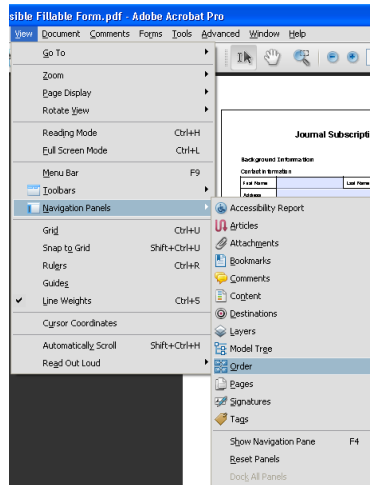 sible Fillable Form.pdf - Adobe Acrobat Pro
View Document Comments Forms Tools Advanced Window Help
Go To
Zoom
Page Display
Rotate View
Reading Mode Ctrl+H
Full Screen Mode Ctrl+L
Menu Bar F9
Toolbars
Navigation Panels
Grid Ctrl+U
Snap to Grid Shift+Ctrl+U
Rulers Ctrl+R
Guides
Line Weights Ctrl+5
Cursor Coordinates
Automatically Scroll Shift+Ctrl+H
Read Out Loud
Journal Subscripti
Background Information
Contact Information
First Name Last Name
Address
Accessibility Report
Articles
Attachments
Bookmarks
Comments
Content
Destinations
Layers
Model Tree
Order
Pages
Signatures
Tags
Show Navigation Pane F4
Reset Panels
Dock All Panels